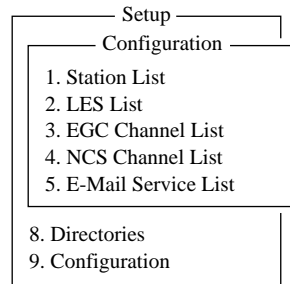 Setup
Configuration
1. Station List
2. LES List
3. EGC Channel List
4. NCS Channel List
5. E-Mail Service List
8. Directories
9. Configuration